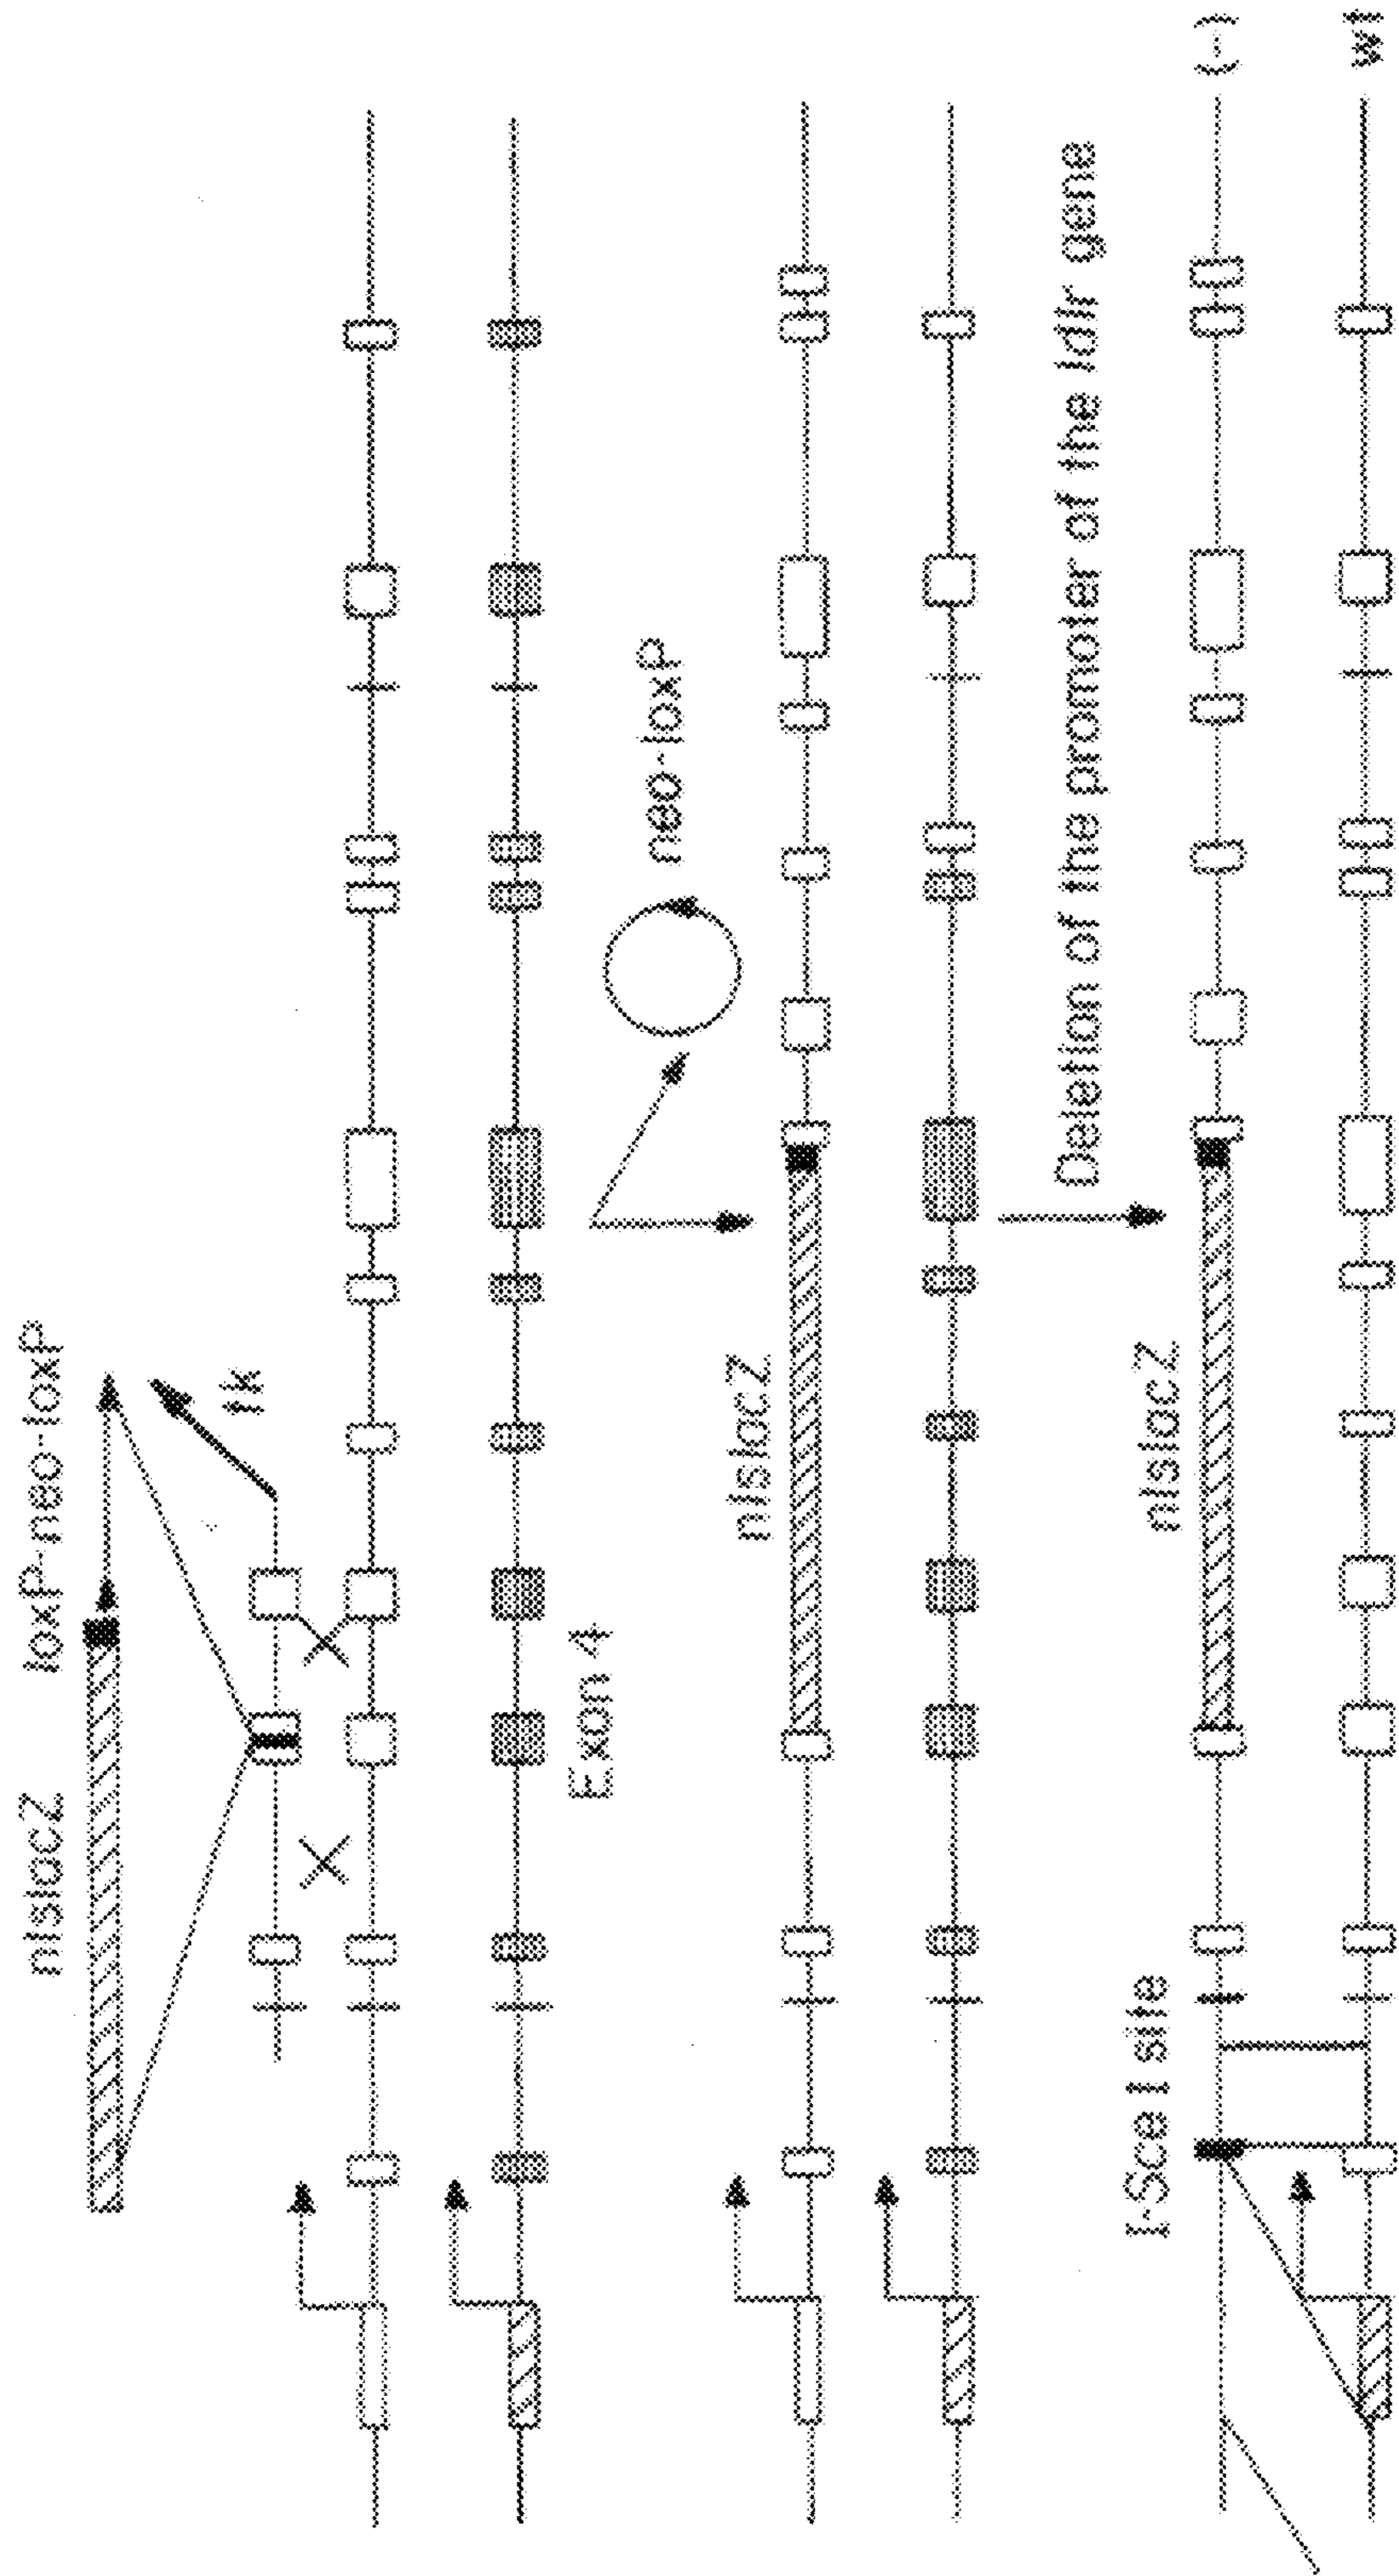 nlslacZ loxP-neo-loxP
tk
Exon 4
neo-loxP
nlslacZ
Deletion of the promoter of the ldlr gene
I-Sce I site nlslacZ
(-)
wt